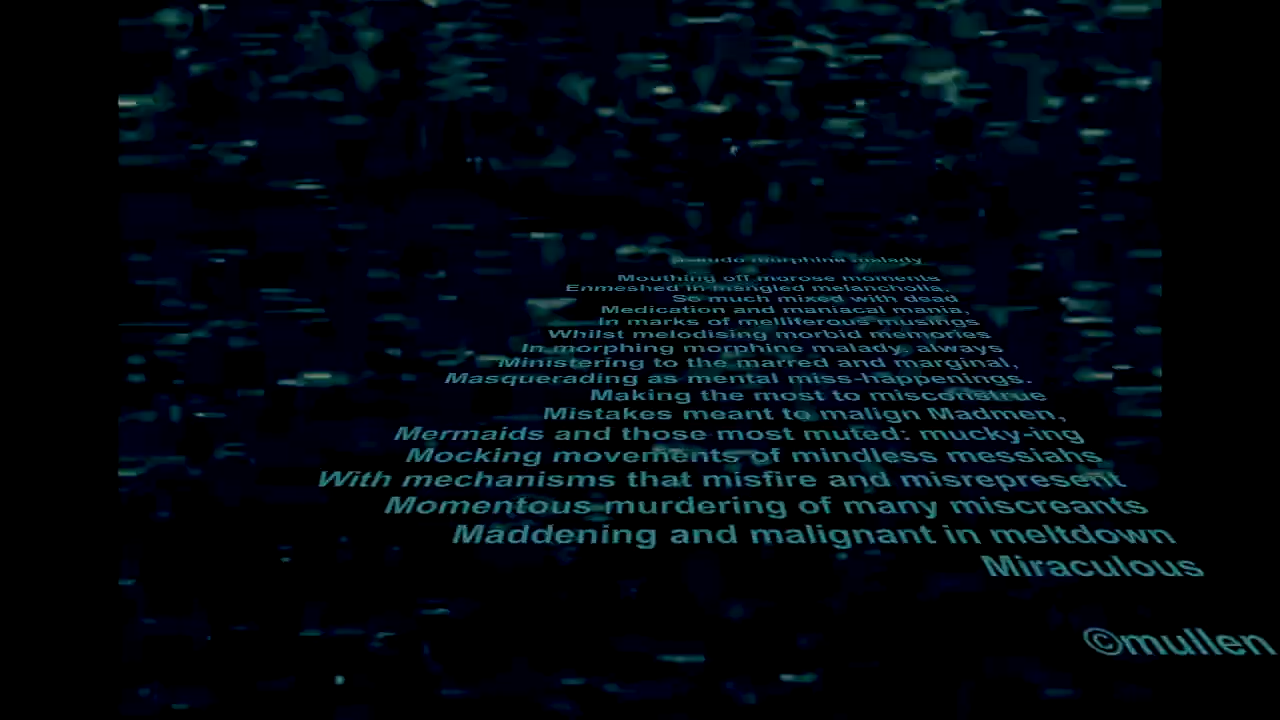 pseudo morphine malady
Mouthing off morose moments
Enmeshed in mangled melancholia.
So much mixed with dead
Medication and maniacal mania,
In marks of melliferous musings
Whilst melodising morbid memories
In morphing morphine malady, always
Ministering to the marred and marginal,
Masquerading as mental miss-happenings.
Making the most to misconstrue
Mistakes meant to malign Madmen,
Mermaids and those most muted: mucky-ing
Mocking movements of mindless messiahs
With mechanisms that misfire and misrepresent
Momentous murdering of many miscreants
Maddening and malignant in meltdown
Miraculous
©mullen